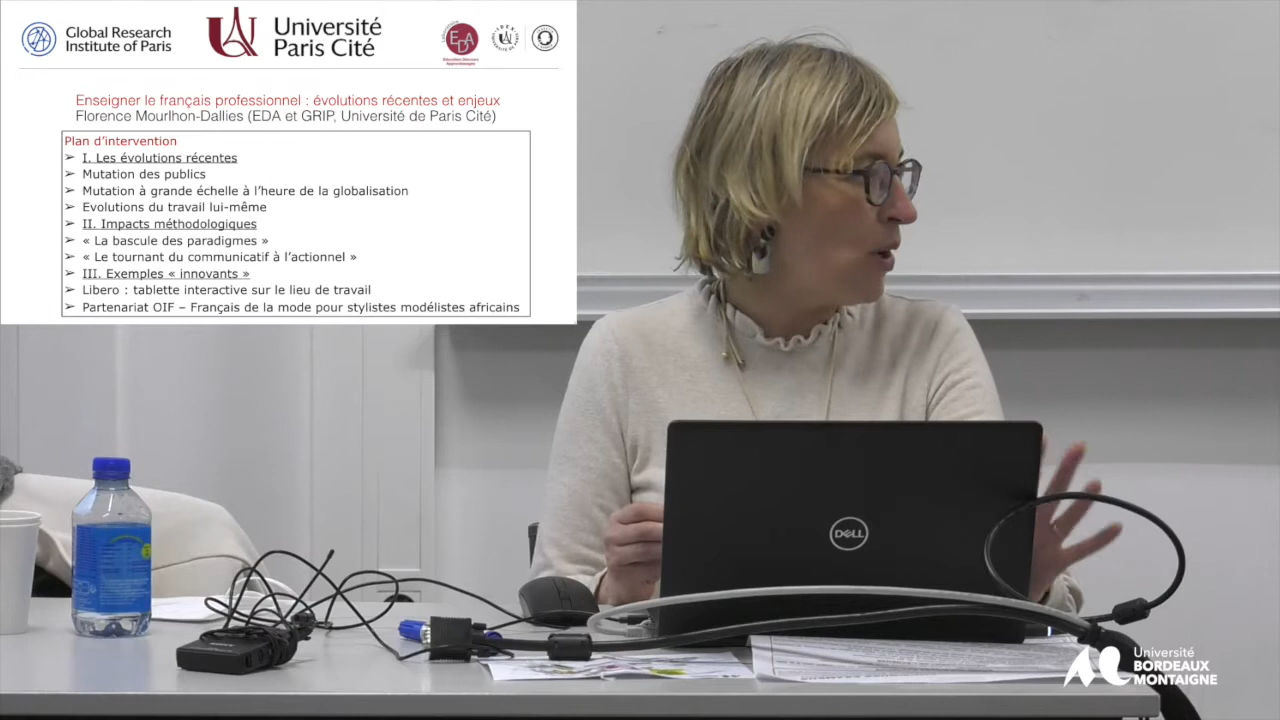 Global Research
Institute of Paris
Université
Paris Cité
EDA
Enseigner le français professionnel : évolutions récentes et enjeux
Florence Mourlhon-Dallies (EDA et GRIP, Université de Paris Cité)
Plan d’intervention
➢ I. Les évolutions récentes
➢ Mutation des publics
➢ Mutation à grande échelle à l’heure de la globalisation
➢ Evolutions du travail lui-même
➢ II. Impacts méthodologiques
➢ « La bascule des paradigmes »
➢ « Le tournant du communicatif à l’actionnel »
➢ III. Exemples « innovants »
➢ Libero : tablette interactive sur le lieu de travail
➢ Partenariat OIF – Français de la mode pour stylistes modélistes africains
DELL
Université
BORDEAUX
MONTAIGNE